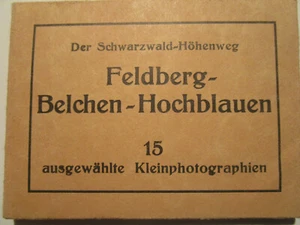 Der Schwarzwald-Höhenweg
Feldberg-
Belchen-Hochblauen
15
ausgewählte Kleinphotographien